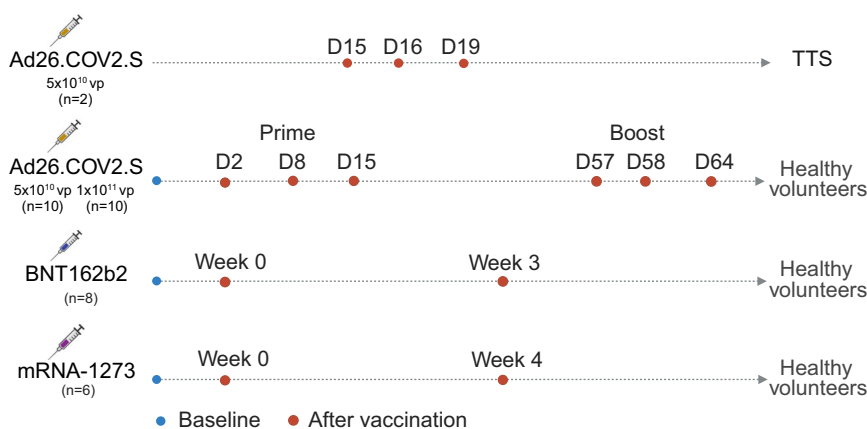 Ad26.COV2.S
5x10¹⁰ vp
(n=2)
D15 D16 D19
TTS
Ad26.COV2.S
5x10¹⁰ vp 1x10¹¹ vp
(n=10) (n=10)
Prime
Boost
D2 D8 D15 D57 D58 D64
Healthy
volunteers
BNT162b2
(n=8)
Week 0 Week 3
Healthy
volunteers
mRNA-1273
(n=6)
Week 0 Week 4
Healthy
volunteers
Baseline After vaccination